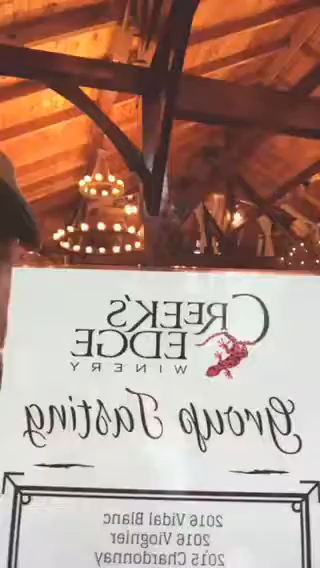 CREEK'S
EDGE
WINERY
Group Tasting
2016 Vidal Blanc
2016 Viognier
2015 Chardonnay